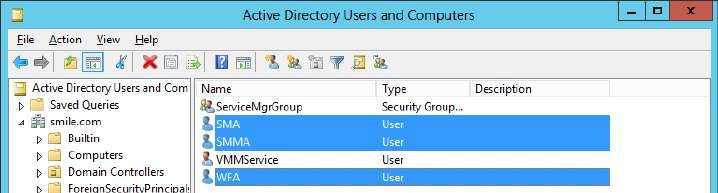 Active Directory Users and Computers
File Action View Help
Active Directory Users and Com
Saved Queries
smile.com
Builtin
Computers
Domain Controllers
ForeignSecurityPrincipals
Name Type Description
ServiceMgrGroup Security Group...
SMA User
SMMA User
VMMService User
WFA User